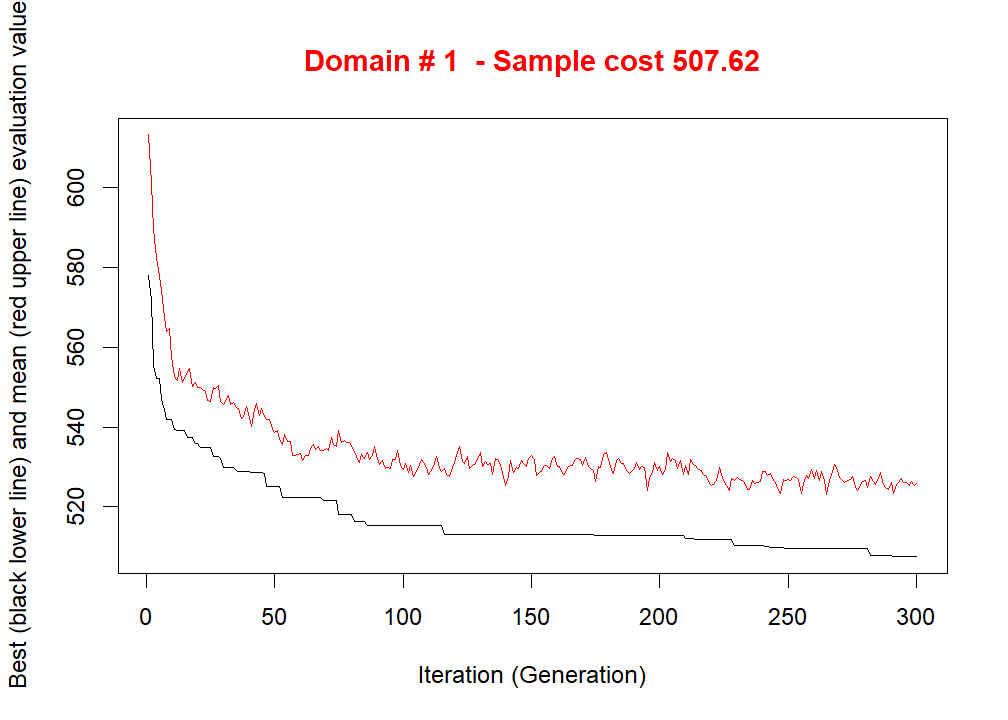 Domain # 1  - Sample cost 507.62
Best (black lower line) and mean (red upper line) evaluation value
600
580
560
540
520
0 50 100 150 200 250 300
Iteration (Generation)